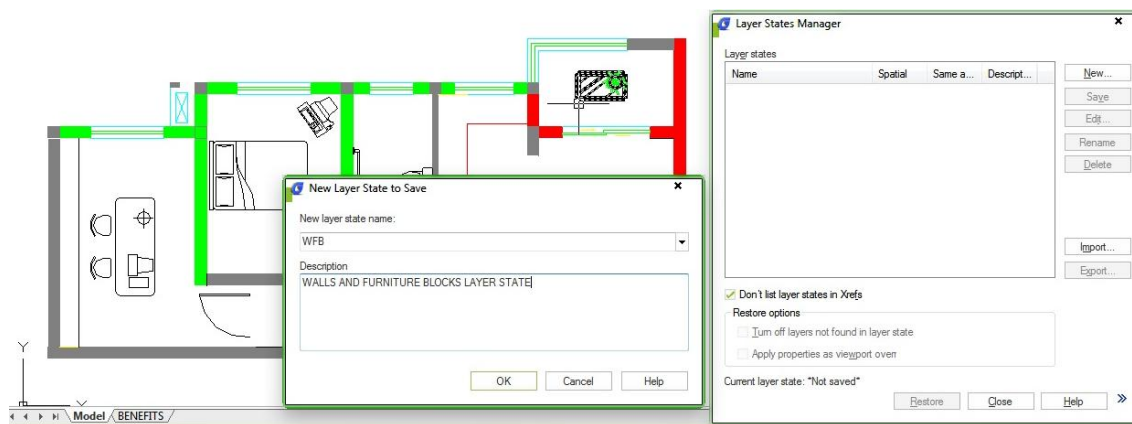 Layer States Manager
Layer states
Name Spatial Same a... Descript...
New...
Save
Edit...
Rename
Delete
Import...
Export...
Don't list layer states in Xrefs
Restore options
Turn off layers not found in layer state
Apply properties as viewport overr
Current layer state: "Not saved"
Restore Close Help
New Layer State to Save
New layer state name:
WFB
Description
WALLS AND FURNITURE BLOCKS LAYER STATE
OK Cancel Help
Y
X
Model BENEFITS